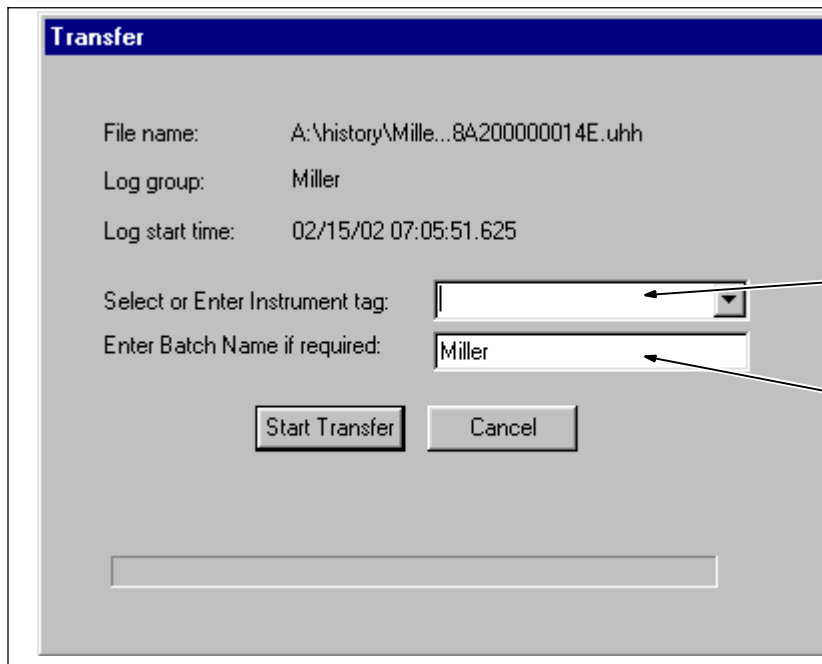 Transfer
File name: A:\history\Mille...8A200000014E.uhh
Log group: Miller
Log start time: 02/15/02 07:05:51.625
Select or Enter Instrument tag:
Enter Batch Name if required: Miller
Start Transfer Cancel